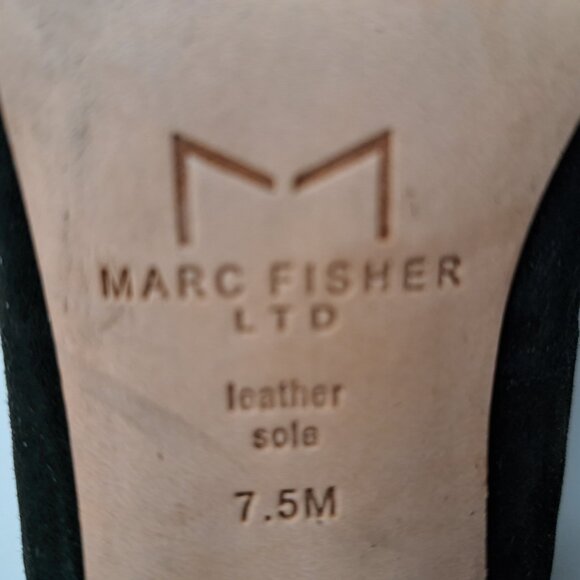 MARC FISHER
LTD
leather
sole
7.5M